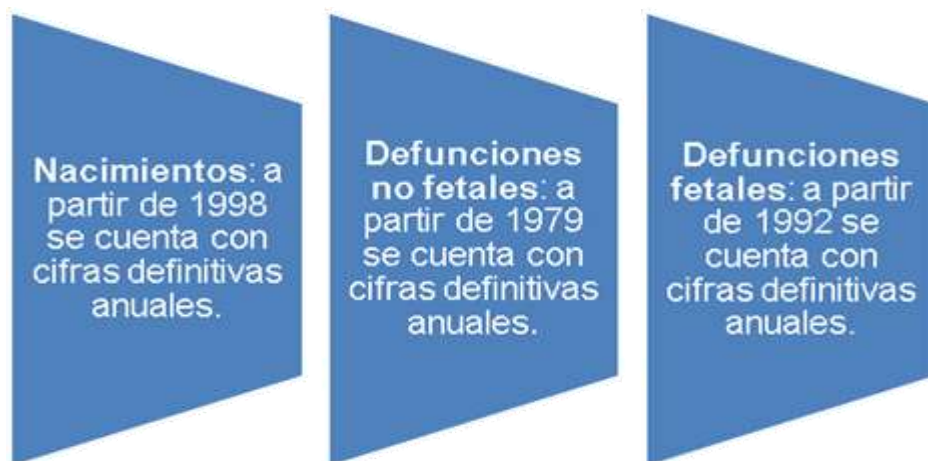 Nacimientos: a
partir de 1998
se cuenta con
cifras definitivas
anuales.
Defunciones
no fetales: a
partir de 1979
se cuenta con
cifras definitivas
anuales.
Defunciones
fetales: a partir
de 1992 se
cuenta con
cifras definitivas
anuales.